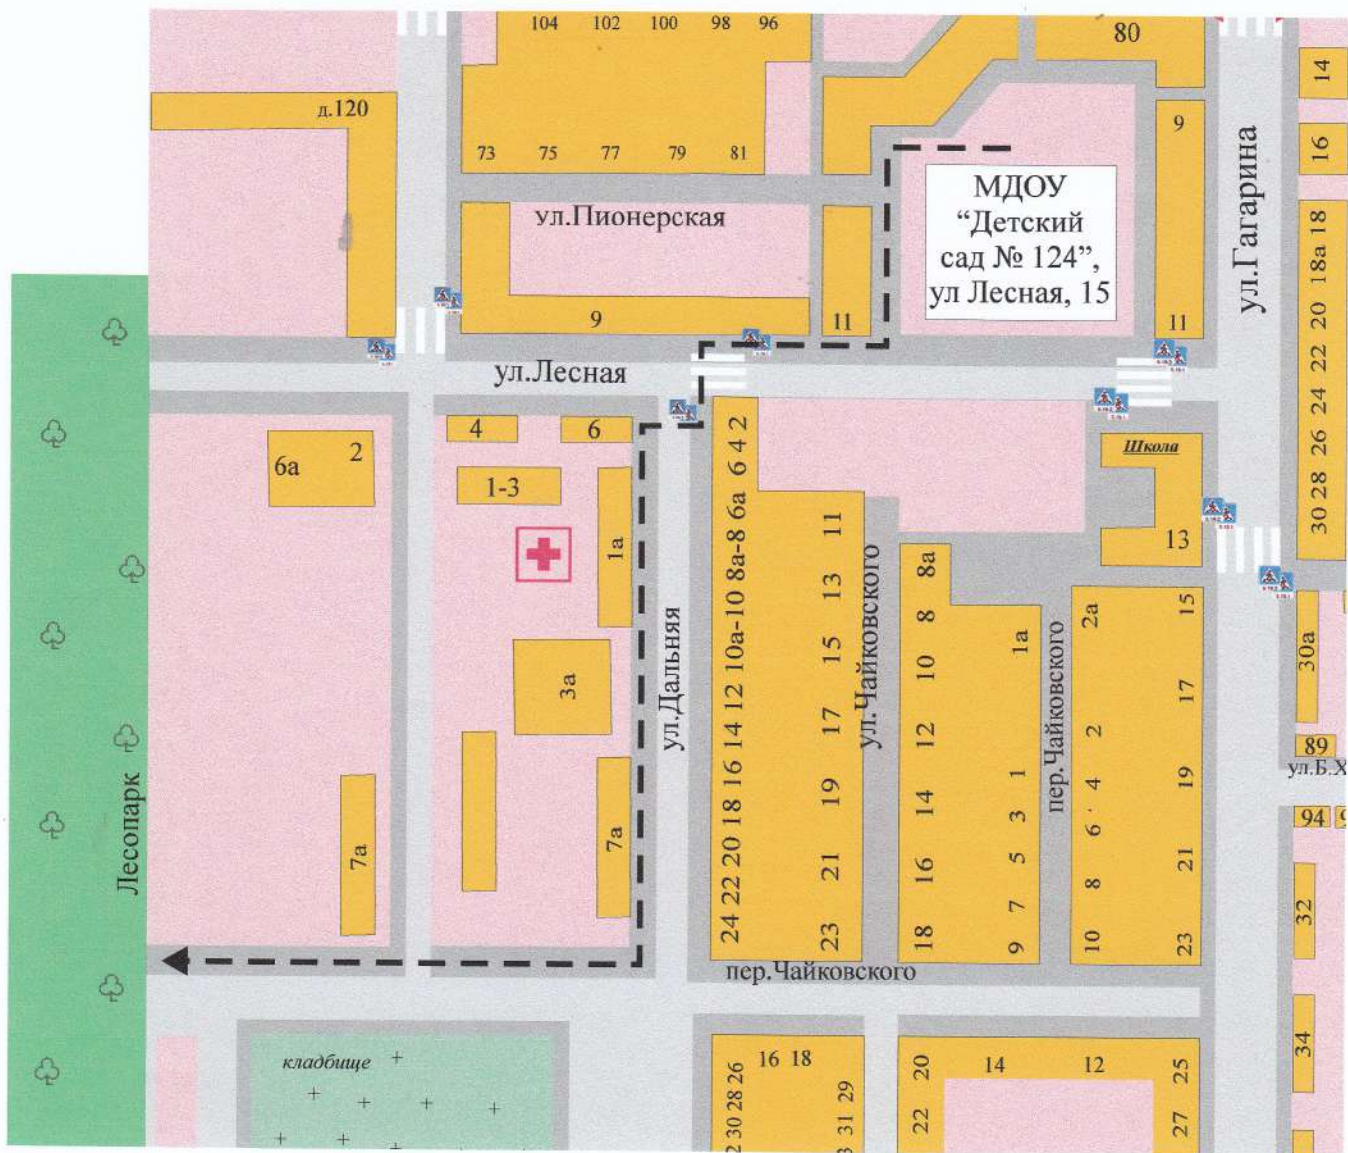 104 102 100 98 96
80
14
д.120
9
16
73 75 77 79 81
ул.Гагарина
МДОУ
“Детский
сад № 124”,
ул Лесная, 15
ул.Пионерская
30 28 26 24 22 20 18а 18
9
11
11
ул.Лесная
4
6
6а
2
1-3
1а
3а
7а
7а
Лесопарк
ул.Дальняя
24 22 20 18 16 14 12 10а-10 8а-8 6а 6 4 2
23 21 19 17 15 13 11
ул.Чайковского
18 16 14 12 10 8 8а
9 7 5 3 1 1а
пер.Чайковского
10 8 6 4 2 2а
23 21 19 17 15
Школа
13
30а
89
ул.Б.Х
94
32
34
пер.Чайковского
кладбище
16 18
30 28 26
31 29
22 20
14
12
27 25